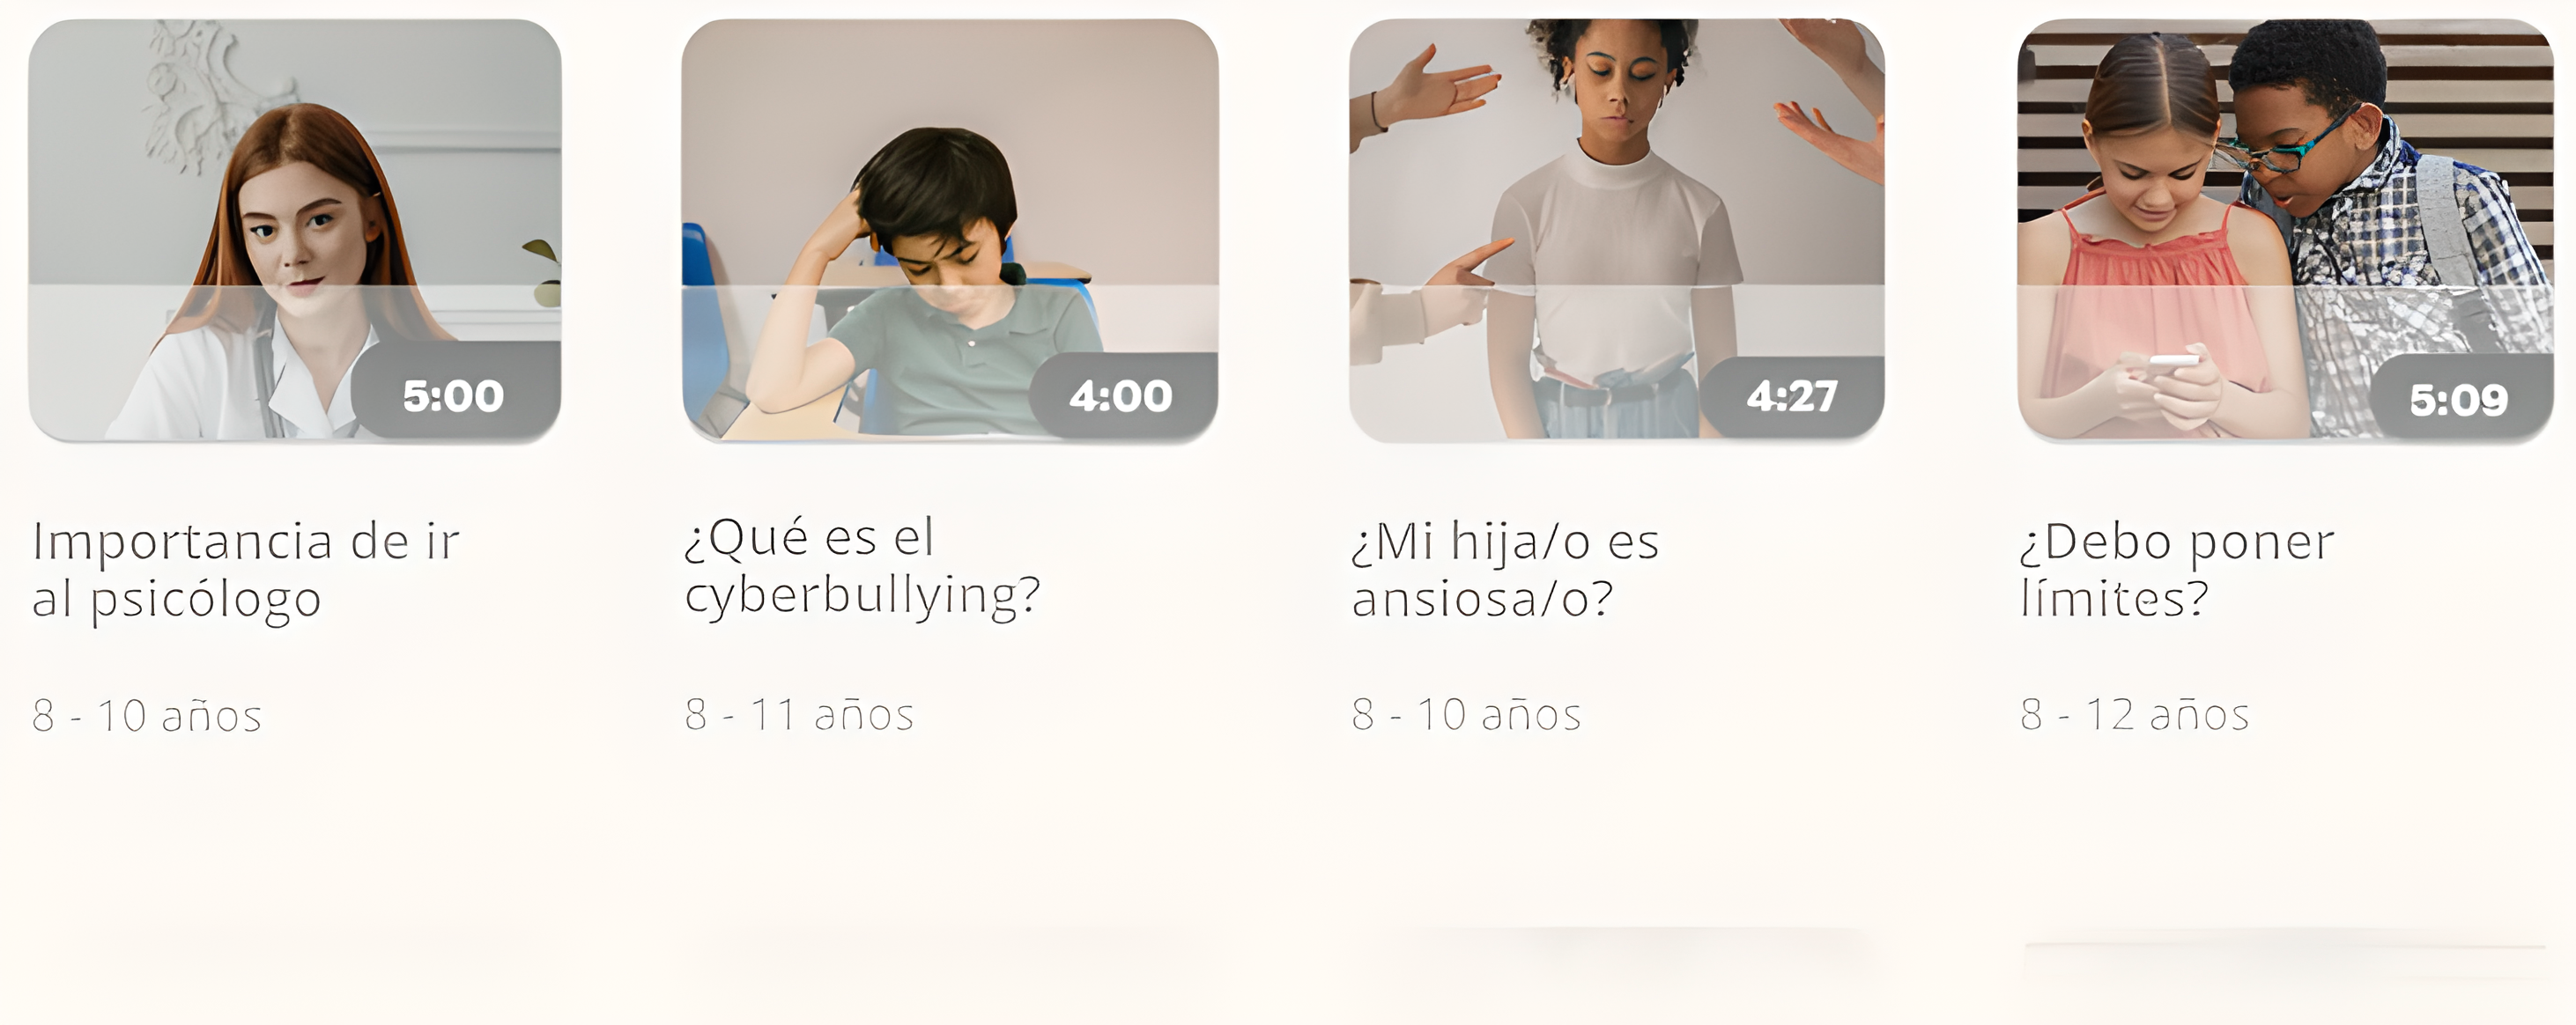 5:00
4:00
4:27
5:09
Importancia de ir
al psicólogo
¿Qué es el
cyberbullying?
¿Mi hija/o es
ansiosa/o?
¿Debo poner
límites?
8 - 10 años
8 - 11 años
8 - 10 años
8 - 12 años